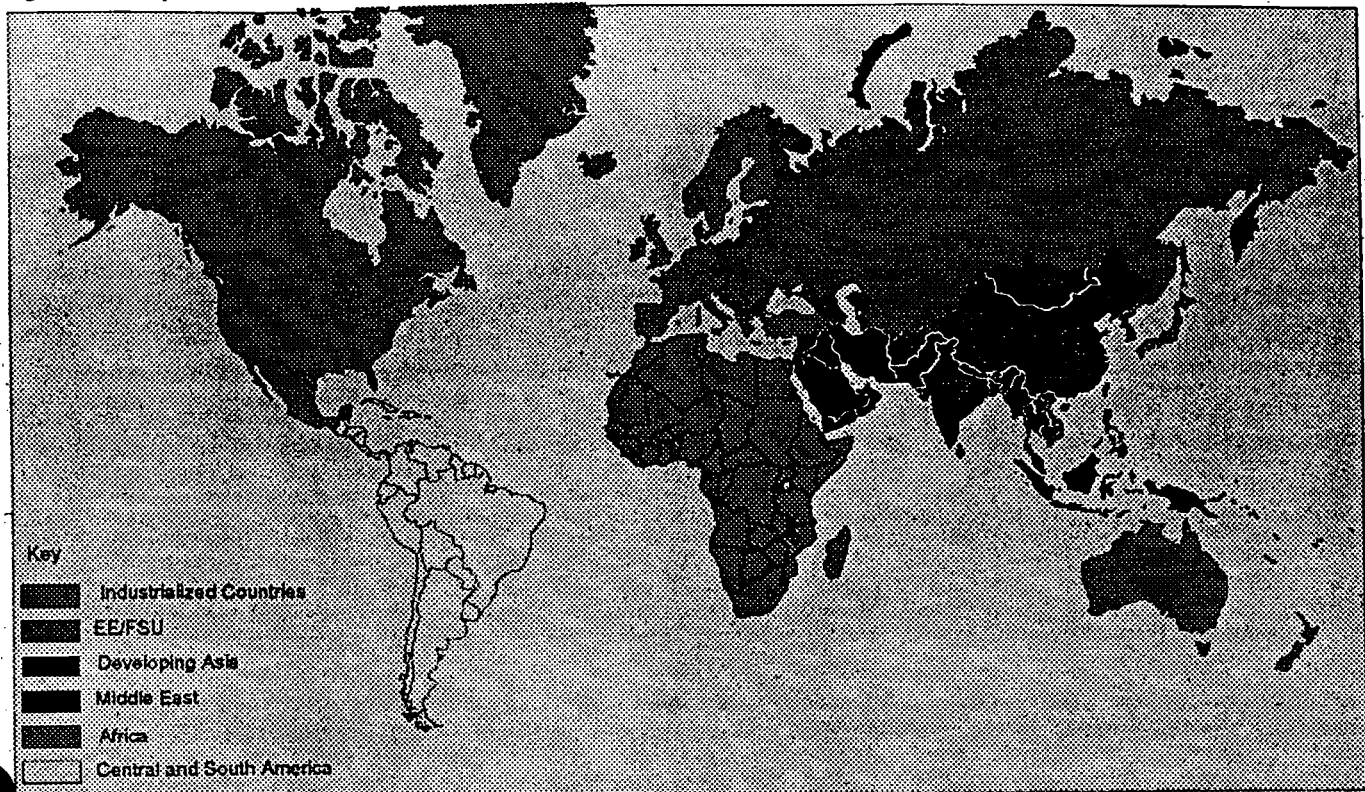 Key
Industrialized Countries
EE/FSU
Developing Asia
Middle East
Africa
Central and South America